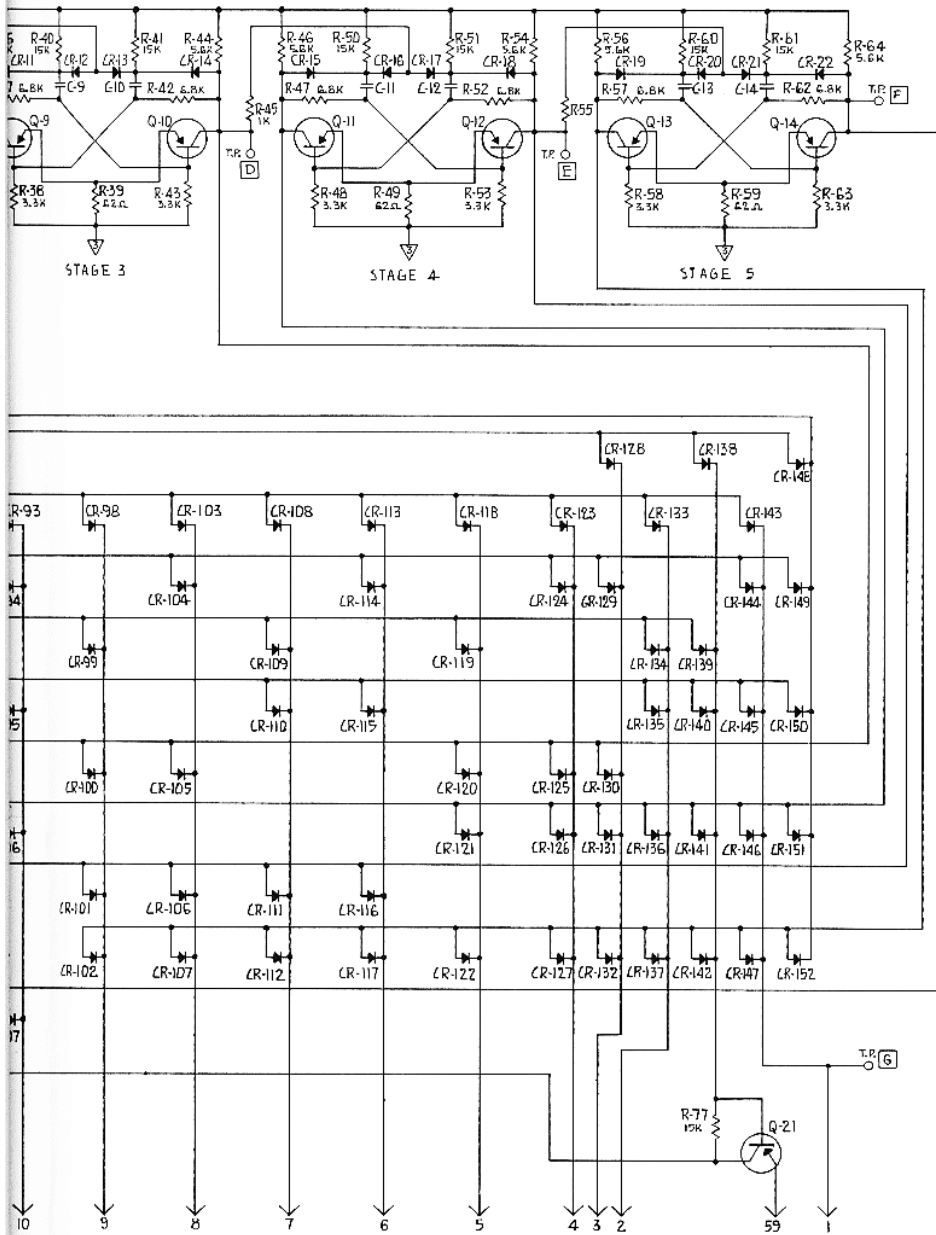 R-40 R-41 R-44 R-46 R-50 R-51 R-54 R-56 R-60 R-61 R-64
15K 15K 5.6K 5.6K 15K 15K 5.6K 5.6K 15K 15K 5.6K
CR-11 CR-12 CR-13 CR-14 CR-15 CR-16 CR-17 CR-18 CR-19 CR-20 CR-21 CR-22
C-9 C-10 R-42 6.8K R-47 6.8K C-11 C-12 R-52 6.8K R-57 6.8K C-13 C-14 R-62 6.8K T.P. F
6.8K R-45 1K R-55
Q-9 Q-10 Q-11 Q-12 Q-13 Q-14
T.P. D T.P. E
R-38 R-39 R-43 R-48 R-49 R-53 R-58 R-59 R-63
3.3K 62Ω 3.3K 3.3K 62Ω 3.3K 3.3K 62Ω 3.3K
3 3 3
STAGE 3 STAGE 4 STAGE 5
CR-128 CR-138
CR-148
CR-93 CR-98 CR-103 CR-108 CR-113 CR-118 CR-123 CR-133 CR-143
CR-104 CR-114 CR-124 CR-129 CR-144 CR-149
CR-99 CR-109 CR-119 CR-134 CR-139
CR-110 CR-115 CR-135 CR-140 CR-145 CR-150
CR-100 CR-105 CR-120 CR-125 CR-130
CR-121 CR-126 CR-131 CR-136 CR-141 CR-146 CR-151
CR-101 CR-106 CR-111 CR-116
CR-102 CR-107 CR-112 CR-117 CR-122 CR-127 CR-132 CR-137 CR-142 CR-147 CR-152
T.P. G
R-77 Q-21
15K
10 9 8 7 6 5 4 3 2 59 1